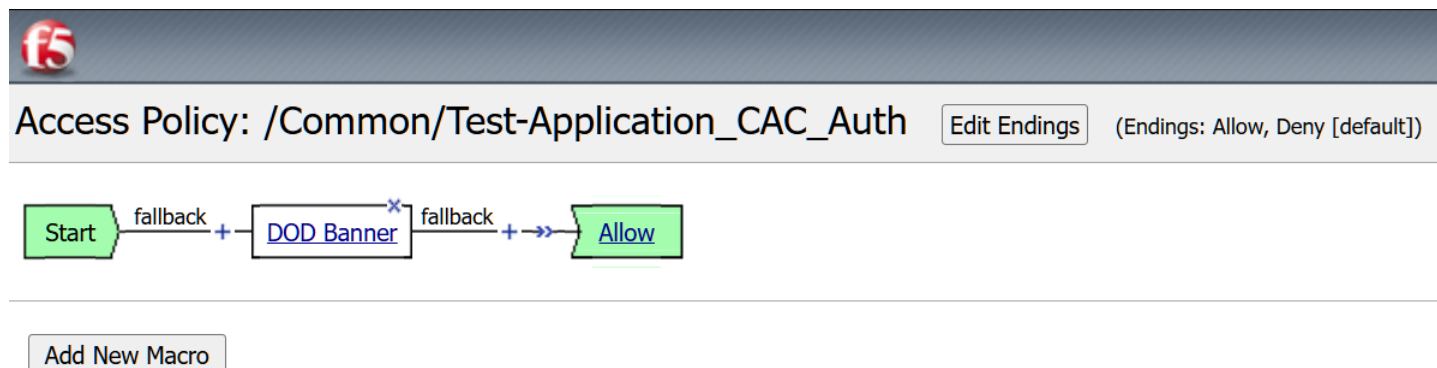 f5
Access Policy: /Common/Test-Application_CAC_Auth Edit Endings (Endings: Allow, Deny [default])
Start fallback + DOD Banner x fallback + Allow
Add New Macro